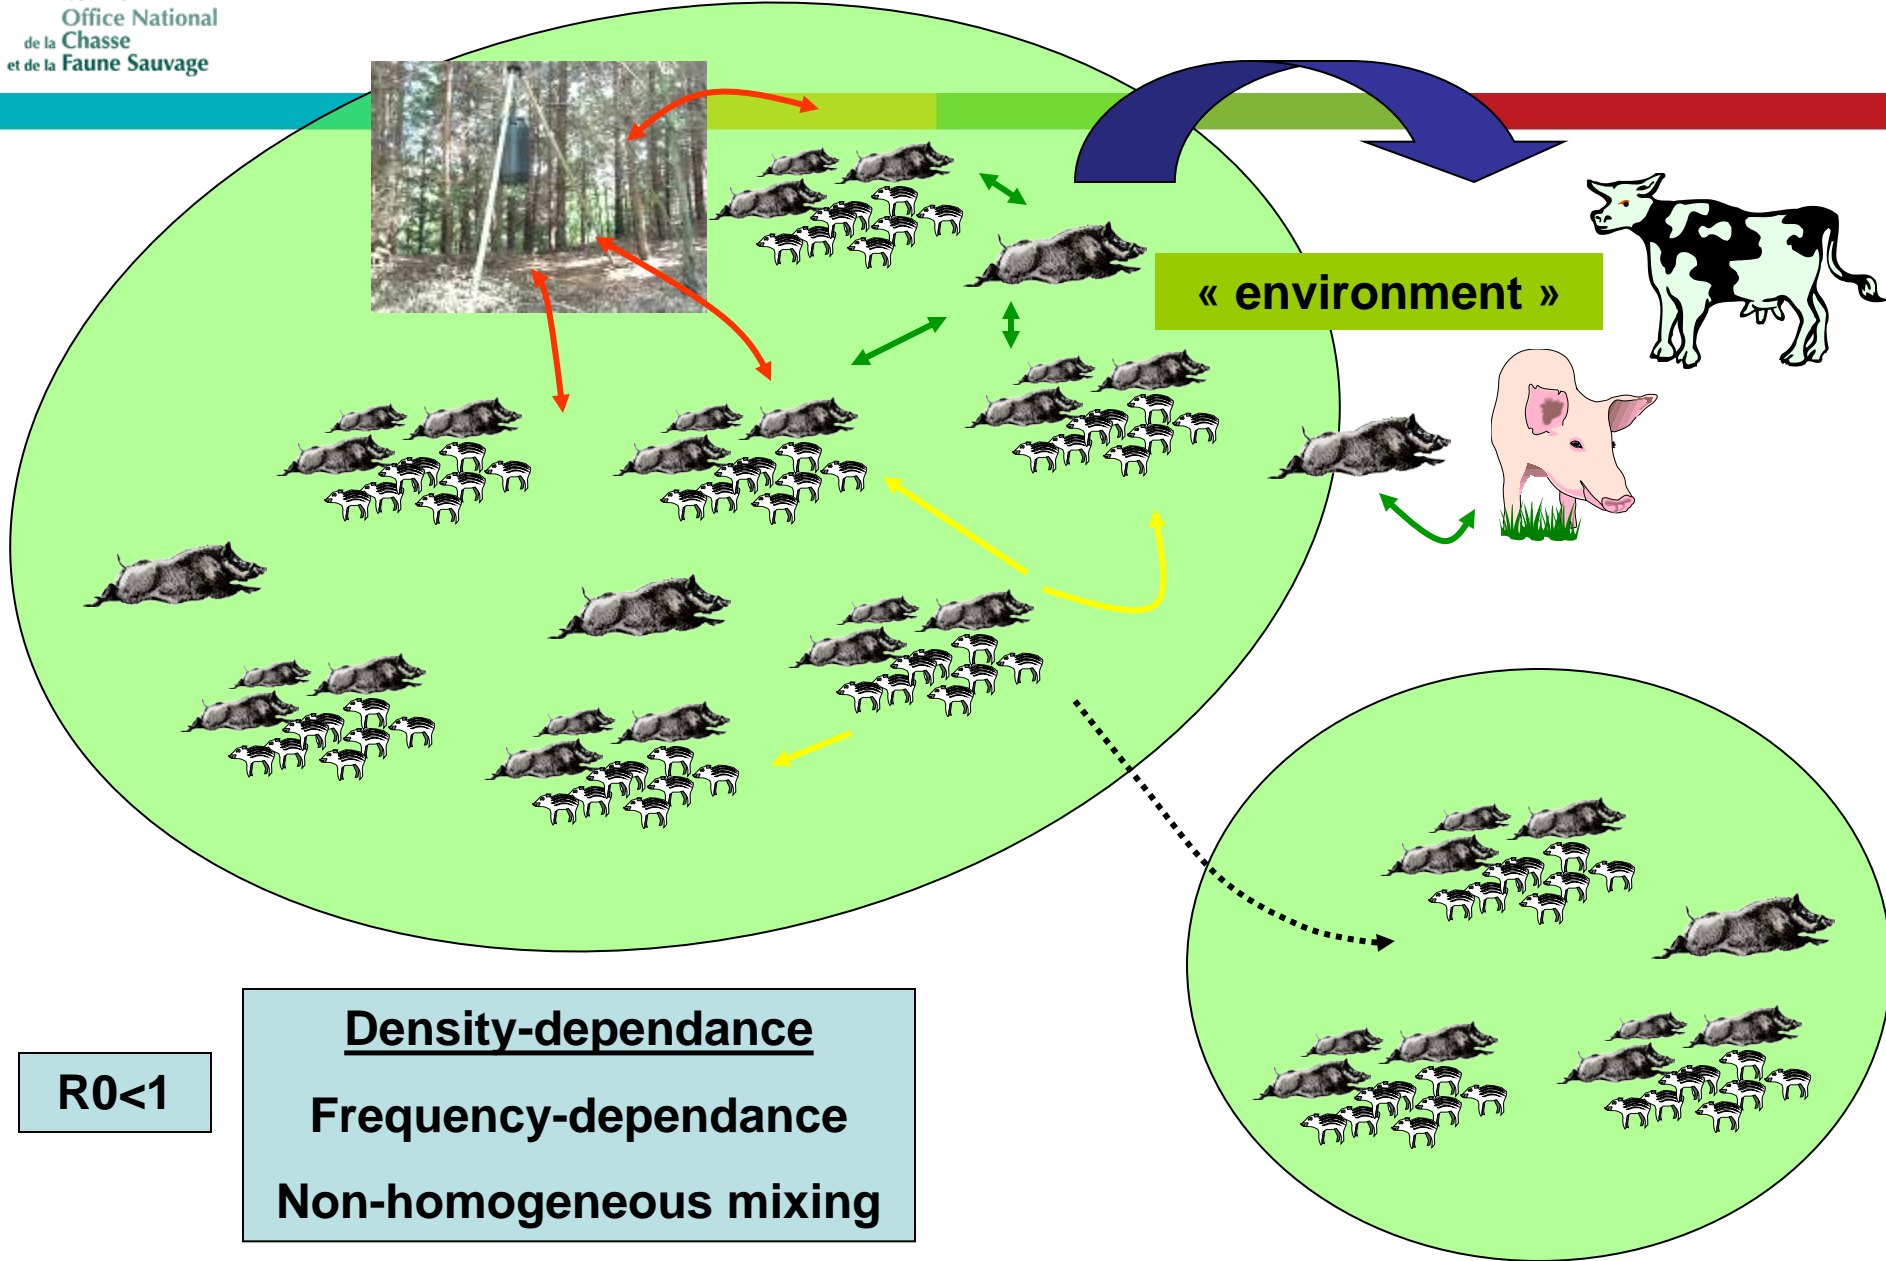 Office National
de la Chasse
et de la Faune Sauvage
« environment »
R0<1
Density-dependance
Frequency-dependance
Non-homogeneous mixing